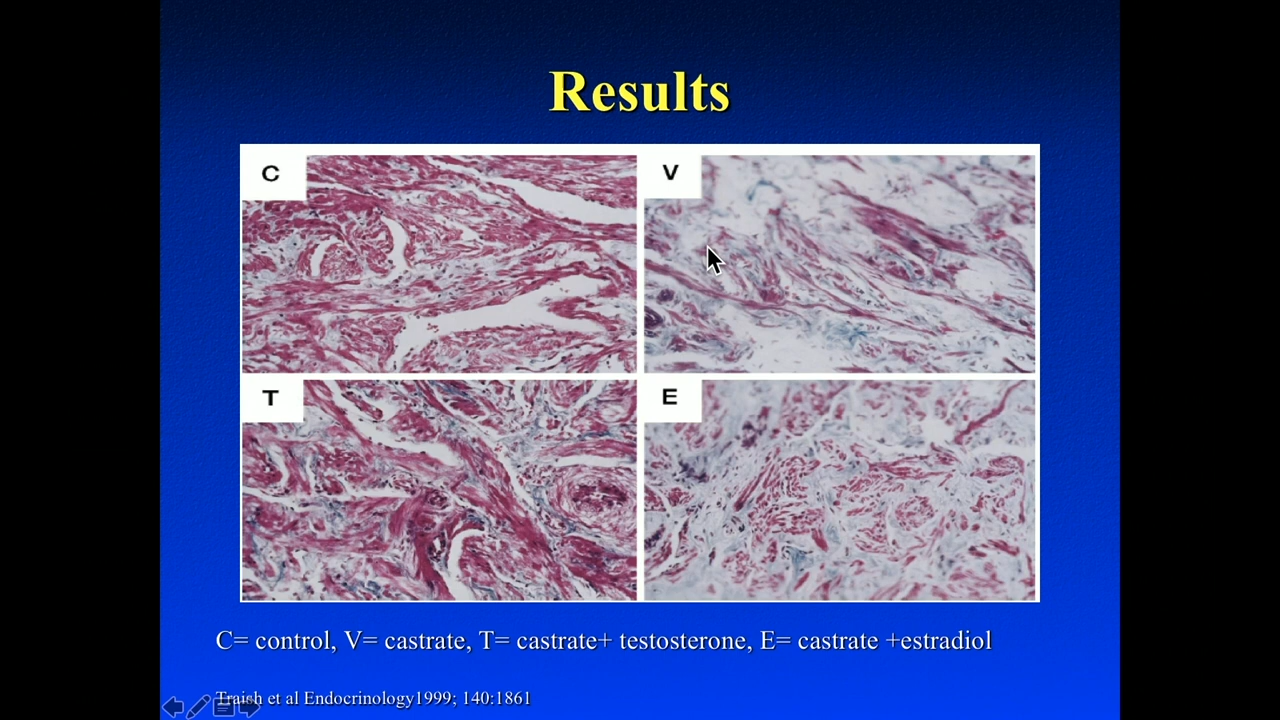 Results
C
V
T
E
C= control, V= castrate, T= castrate+ testosterone, E= castrate +estradiol
Traish et al Endocrinology1999; 140:1861